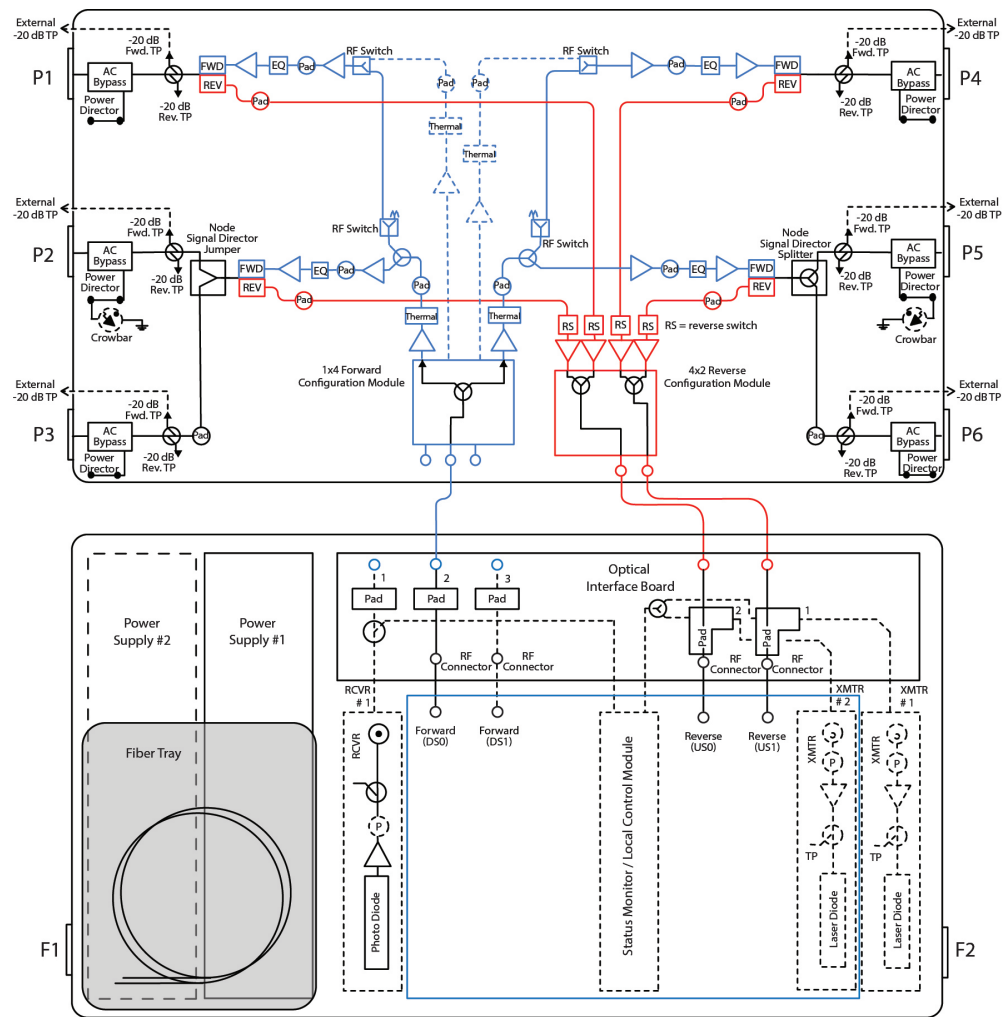 External
-20 dB TP
-20 dB
Fwd. TP
P1
AC
Bypass
Power
Director
-20 dB
Rev. TP
FWD
REV
EQ
Pad
RF Switch
Pad
Pad
Thermal
Pad
Thermal
RF Switch
Pad
EQ
FWD
REV
Pad
-20 dB
Fwd. TP
-20 dB
Rev. TP
External
-20 dB TP
AC
Bypass
Power
Director
P4
External
-20 dB TP
-20 dB
Fwd. TP
P2
AC
Bypass
Power
Director
-20 dB
Rev. TP
Crowbar
Node
Signal Director
Jumper
FWD
REV
EQ
Pad
Pad
RF Switch
Pad
Thermal
RF Switch
Pad
Thermal
Pad
EQ
FWD
REV
Pad
Node
Signal Director
Splitter
-20 dB
Fwd. TP
-20 dB
Rev. TP
External
-20 dB TP
AC
Bypass
Power
Director
P5
Crowbar
RS
RS
RS
RS
RS = reverse switch
1x4 Forward
Configuration Module
4x2 Reverse
Configuration Module
External
-20 dB TP
-20 dB
Fwd. TP
P3
AC
Bypass
Power
Director
-20 dB
Rev. TP
Pad
Pad
-20 dB
Fwd. TP
-20 dB
Rev. TP
External
-20 dB TP
AC
Bypass
Power
Director
P6
Power
Supply #2
Power
Supply #1
Fiber Tray
F1
1
2
3
Pad
Pad
Pad
Optical
Interface Board
2
1
Pad
Pad
RF
Connector
RF
Connector
RF
Connector
RF
Connector
RCVR
# 1
RCVR
P
Photo Diode
Forward
(DS0)
Forward
(DS1)
Status Monitor / Local Control Module
Reverse
(US0)
Reverse
(US1)
XMTR
# 2
XMTR
P
TP
Laser Diode
XMTR
# 1
XMTR
P
TP
Laser Diode
F2